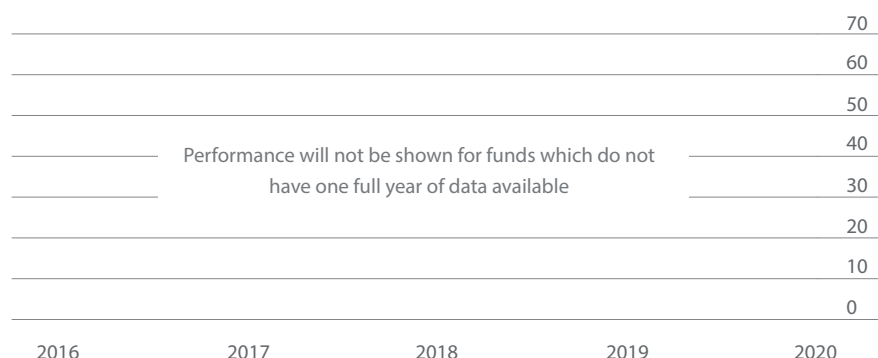 70
60
50
40
Performance will not be shown for funds which do not
have one full year of data available
30
20
10
0
2016 2017 2018 2019 2020